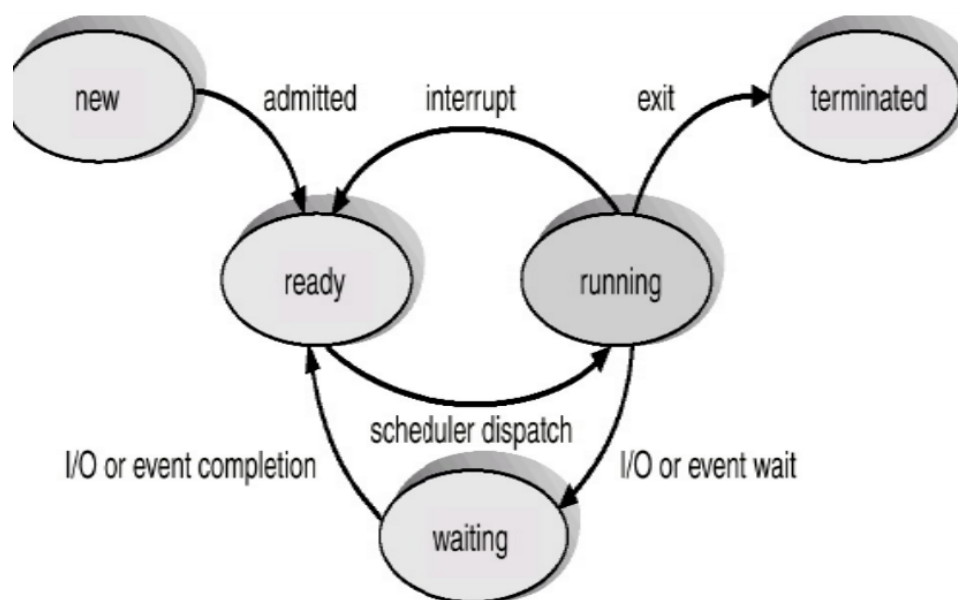 new
admitted
interrupt
exit
terminated
ready
running
scheduler dispatch
I/O or event completion
I/O or event wait
waiting